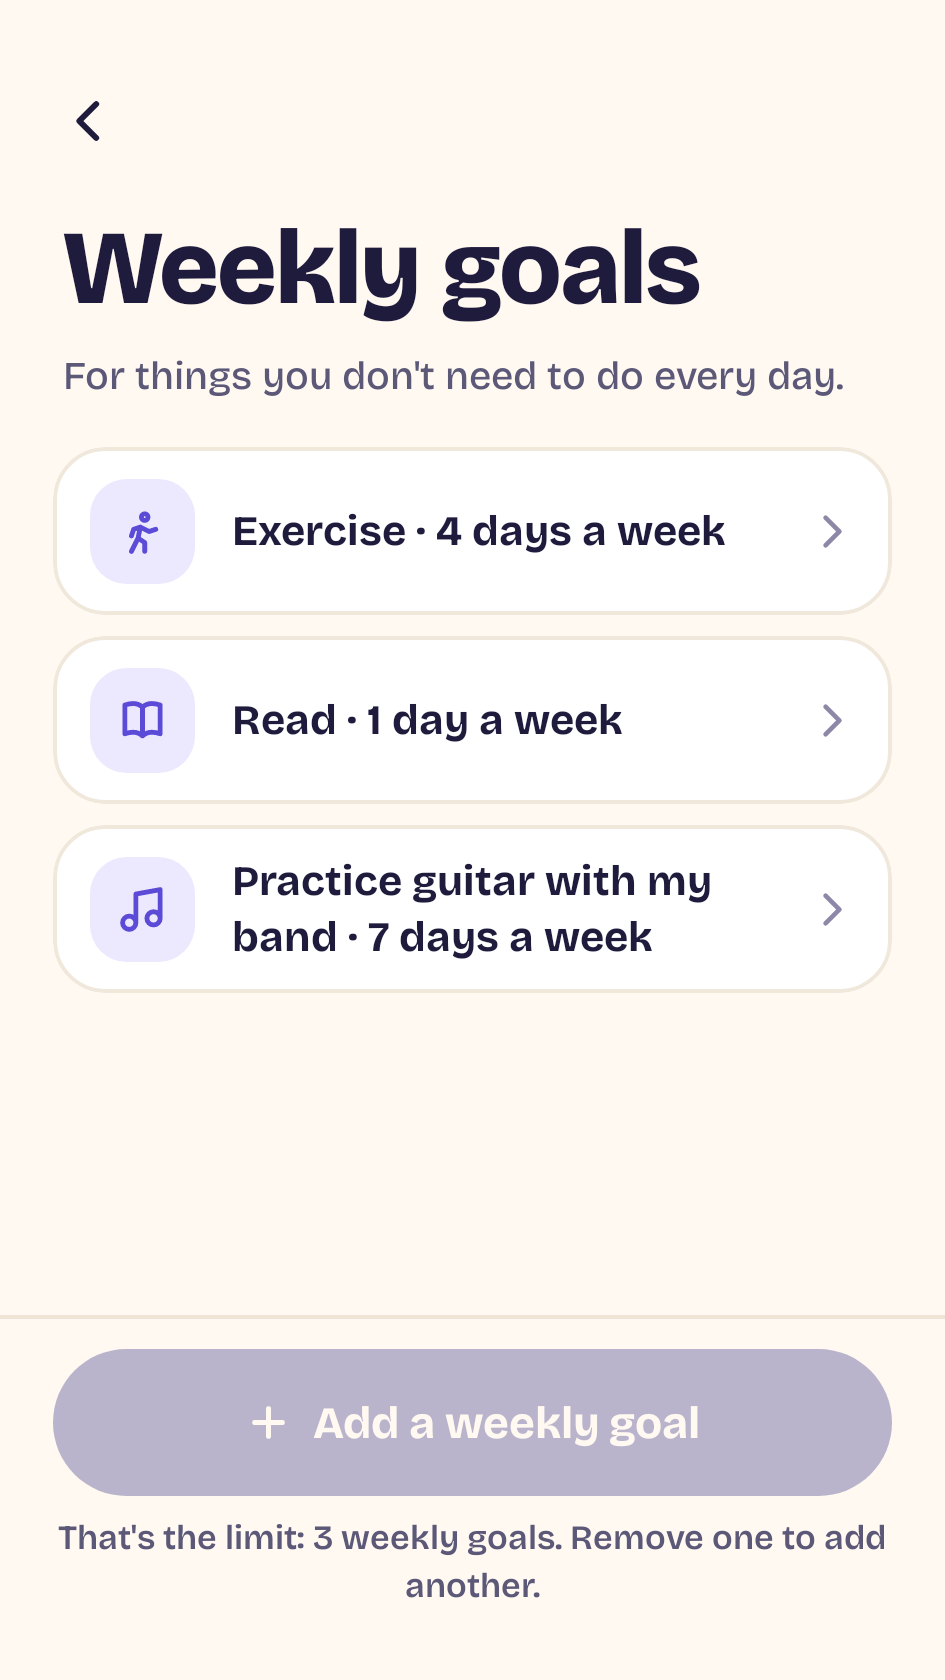 Weekly goals
For things you don't need to do every day.
Exercise · 4 days a week
Read · 1 day a week
Practice guitar with my
band · 7 days a week
+ Add a weekly goal
That's the limit: 3 weekly goals. Remove one to add
another.